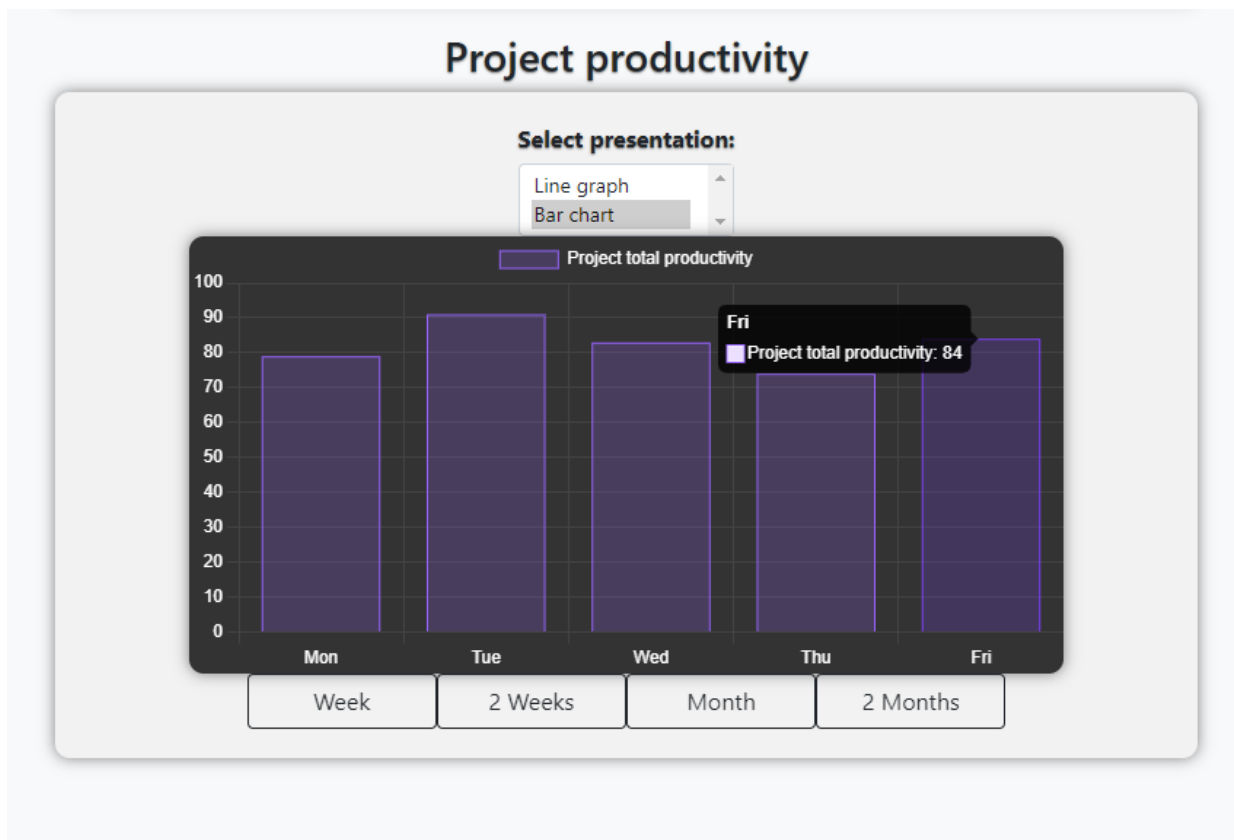 Project productivity
Select presentation:
Line graph
Bar chart
Project total productivity
100
90
Fri
Project total productivity: 84
80
70
60
50
40
30
20
10
0
Mon Tue Wed Thu Fri
Week 2 Weeks Month 2 Months